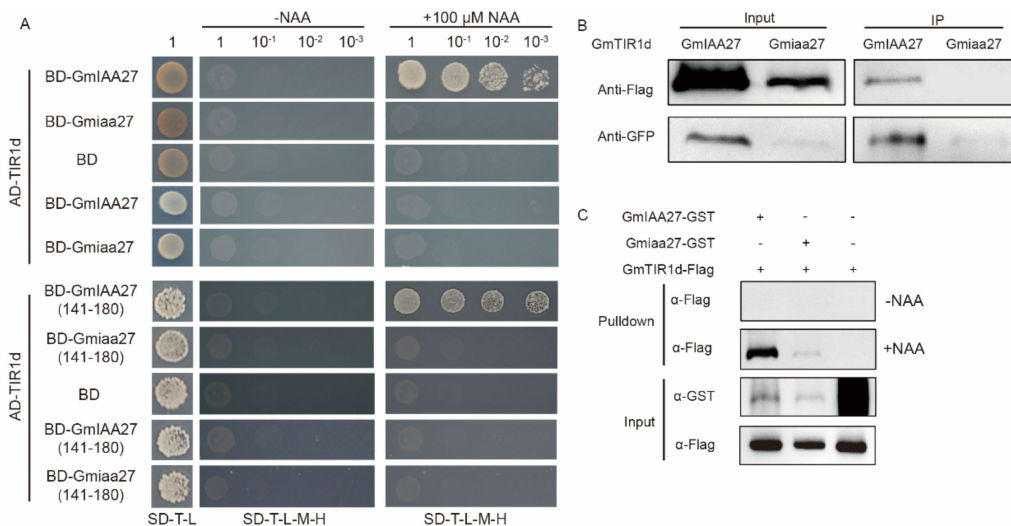 A
-NAA
+100 µM NAA
1
1 10-1 10-2 10-3
1 10-1 10-2 10-3
AD-TIR1d
BD-GmIAA27
BD-Gmiaa27
BD
BD-GmIAA27
BD-Gmiaa27
AD-TIR1d
BD-GmIAA27
(141-180)
BD-Gmiaa27
(141-180)
BD
BD-GmIAA27
(141-180)
BD-Gmiaa27
(141-180)
SD-T-L
SD-T-L-M-H
SD-T-L-M-H
B
Input
IP
GmTIR1d
GmIAA27
Gmiaa27
GmIAA27
Gmiaa27
Anti-Flag
Anti-GFP
C
GmIAA27-GST + - -
Gmiaa27-GST - + -
GmTIR1d-Flag + + +
Pulldown
α-Flag
-NAA
α-Flag
+NAA
Input
α-GST
α-Flag